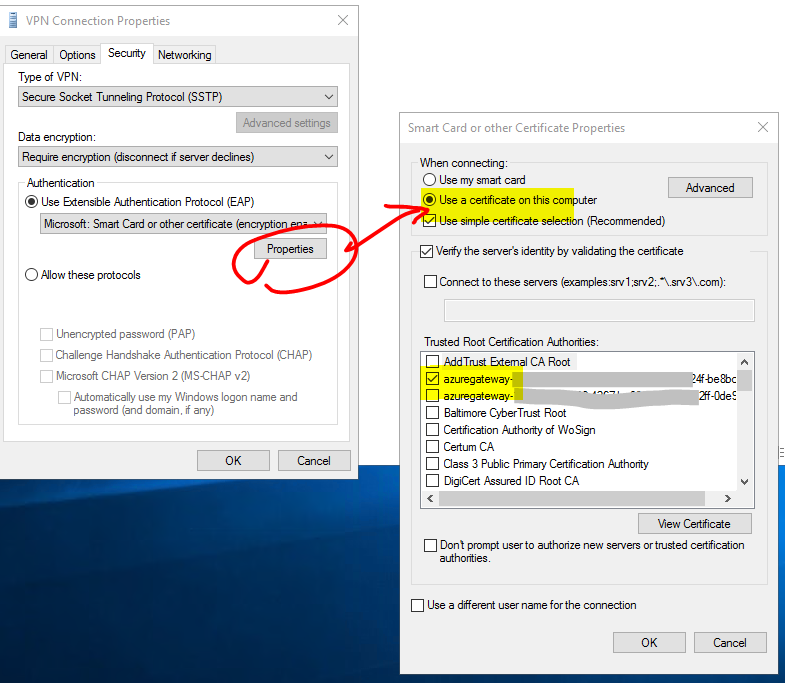 VPN Connection Properties
General Options Security Networking
Type of VPN:
Secure Socket Tunneling Protocol (SSTP)
Advanced settings
Data encryption:
Require encryption (disconnect if server declines)
Authentication
Use Extensible Authentication Protocol (EAP)
Microsoft: Smart Card or other certificate (encryption ena
Properties
Allow these protocols
Unencrypted password (PAP)
Challenge Handshake Authentication Protocol (CHAP)
Microsoft CHAP Version 2 (MS-CHAP v2)
Automatically use my Windows logon name and
password (and domain, if any)
OK Cancel
Smart Card or other Certificate Properties
When connecting:
Use my smart card
Advanced
Use a certificate on this computer
Use simple certificate selection (Recommended)
Verify the server's identity by validating the certificate
Connect to these servers (examples:srv1;srv2;.*\.srv3\.com):
Trusted Root Certification Authorities:
AddTrust External CA Root
azuregateway- 24f-be8bc
azuregateway- 2ff-0de9
Baltimore CyberTrust Root
Certification Authority of WoSign
Certum CA
Class 3 Public Primary Certification Authority
DigiCert Assured ID Root CA
View Certificate
Don't prompt user to authorize new servers or trusted certification
authorities.
Use a different user name for the connection
OK Cancel